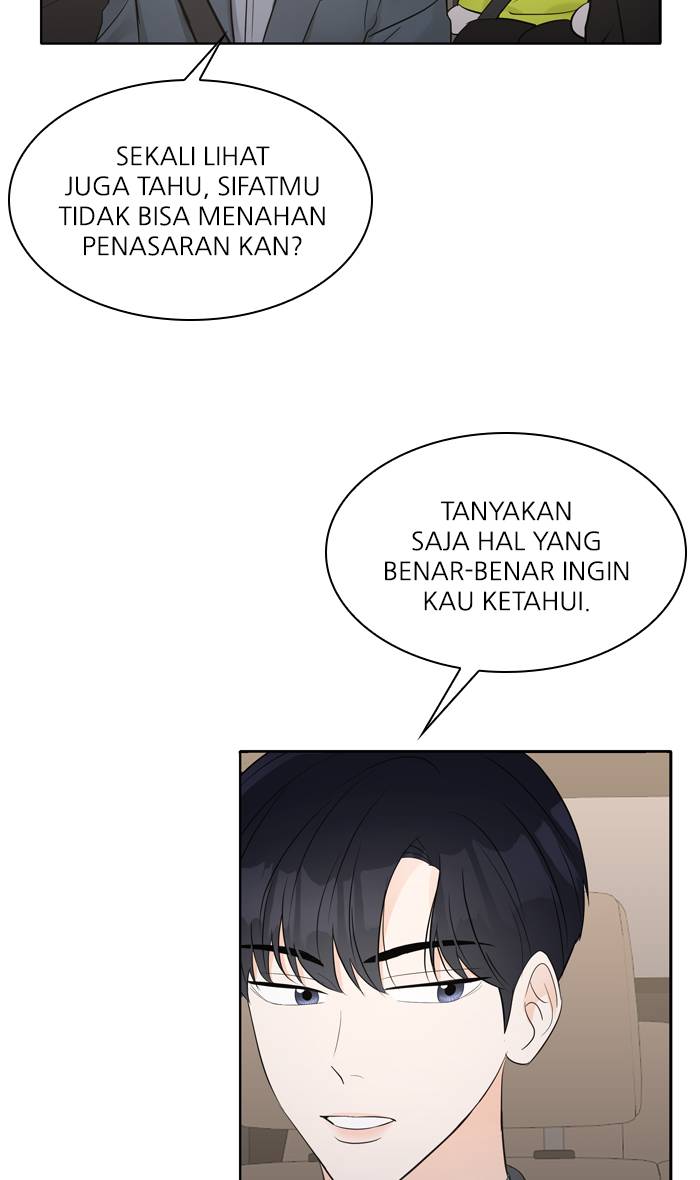 SEKALI LIHAT
JUGA TAHU, SIFATMU
TIDAK BISA MENAHAN
PENASARAN KAN?
TANYAKAN
SAJA HAL YANG
BENAR-BENAR INGIN
KAU KETAHUI.